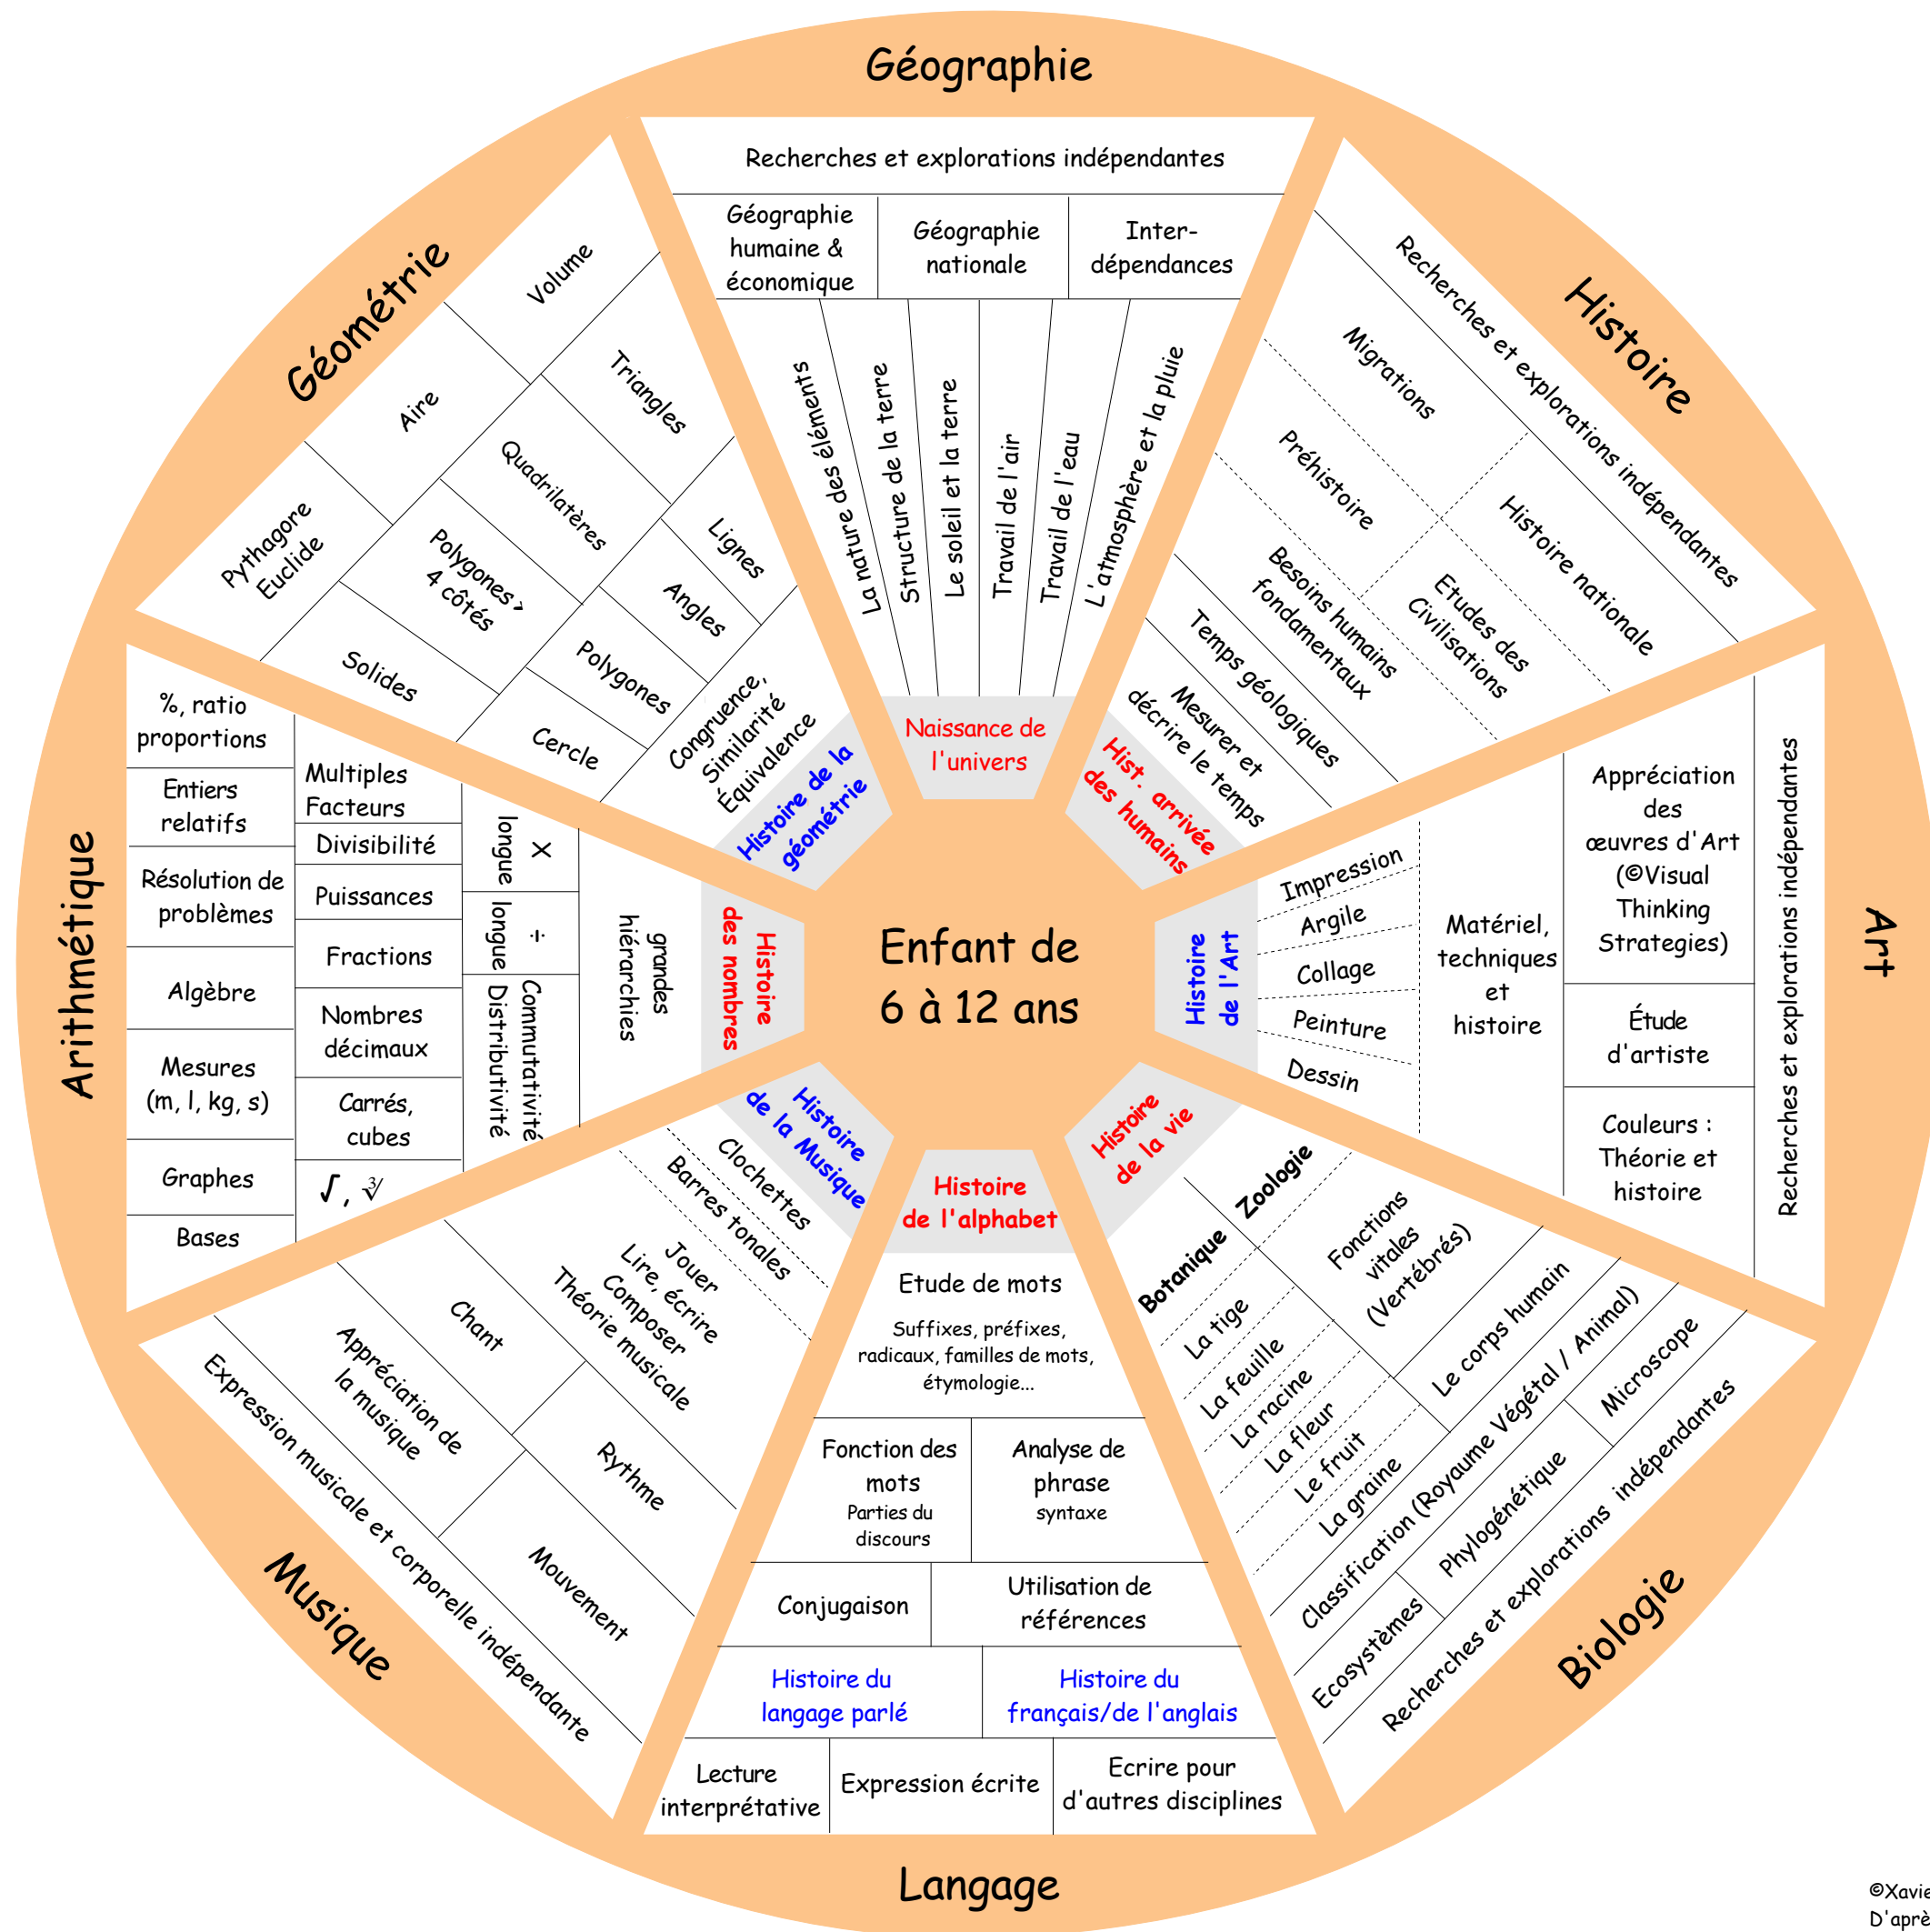 Géographie
Recherches et explorations indépendantes
Géographie
humaine &
économique
Géographie
nationale
Inter-
dépendances
La nature des éléments
Structure de la terre
Le soleil et la terre
Travail de l'air
Travail de l'eau
L'atmosphère et la pluie
Naissance de
l'univers
Histoire
Recherches et explorations indépendantes
Migrations
Histoire nationale
Préhistoire
Etudes des
Civilisations
Besoins humains
fondamentaux
Temps géologiques
Mesurer et
décrire le temps
Hist. arrivée
des humains
Art
Recherches et explorations indépendantes
Appréciation
des
œuvres d'Art
(©Visual
Thinking
Strategies)
Étude
d'artiste
Couleurs :
Théorie et
histoire
Matériel,
techniques
et
histoire
Impression
Argile
Collage
Peinture
Dessin
Histoire
de l'Art
Biologie
Histoire
de la vie
Zoologie
Botanique
Fonctions
vitales
(Vertébrés)
Le corps humain
La tige
La feuille
La racine
La fleur
Le fruit
La graine
Classification (Royaume Végétal / Animal)
Microscope
Phylogénétique
Ecosystèmes
Recherches et explorations indépendantes
Langage
Histoire
de l'alphabet
Etude de mots
Suffixes, préfixes,
radicaux, familles de mots,
étymologie...
Fonction des
mots
Parties du
discours
Analyse de
phrase
syntaxe
Conjugaison
Utilisation de
références
Histoire du
langage parlé
Histoire du
français/de l'anglais
Lecture
interprétative
Expression écrite
Ecrire pour
d'autres disciplines
Musique
Histoire
de la Musique
Clochettes
Barres tonales
Jouer
Lire, écrire
Composer
Théorie musicale
Chant
Rythme
Appréciation de
la musique
Mouvement
Expression musicale et corporelle indépendante
Arithmétique
%, ratio
proportions
Entiers
relatifs
Résolution de
problèmes
Algèbre
Mesures
(m, l, kg, s)
Graphes
Bases
Multiples
Facteurs
Divisibilité
Puissances
Fractions
Nombres
décimaux
Carrés,
cubes
√, ∛
X
longue
÷
longue
Commutativité
Distributivité
grandes
hiérarchies
Histoire
des nombres
Géométrie
Volume
Aire
Pythagore
Euclide
Triangles
Quadrilatères
Polygones>
4 côtés
Solides
Lignes
Angles
Polygones
Cercle
Congruence,
Similarité
Équivalence
Histoire de la
géométrie
Enfant de
6 à 12 ans
©Xavie
D'aprè